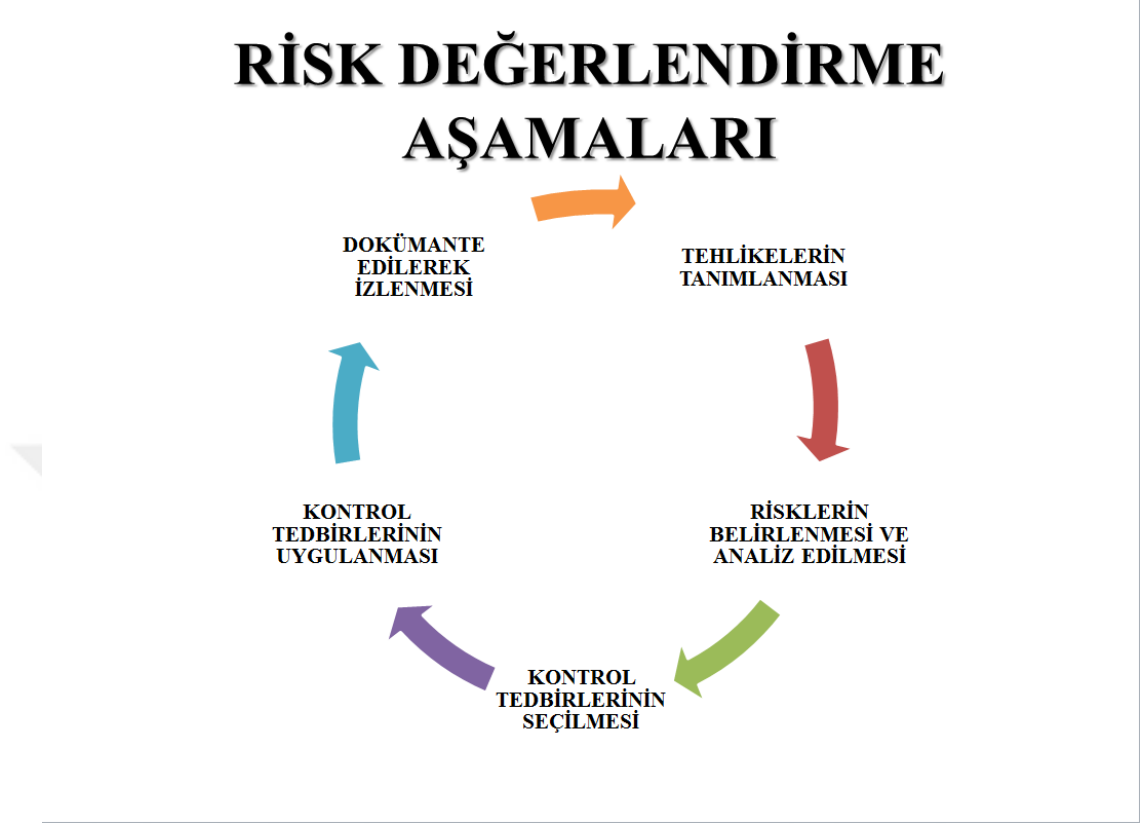 RİSK DEĞERLENDİRME
AŞAMALARI
TEHLİKELERİN
TANIMLANMASI
RİSKLERİN
BELİRLENMESİ VE
ANALİZ EDİLMESİ
KONTROL
TEDBİRLERİNİN
SEÇİLMESİ
KONTROL
TEDBİRLERİNİN
UYGULANMASI
DOKÜMANTE
EDİLEREK
İZLENMESİ